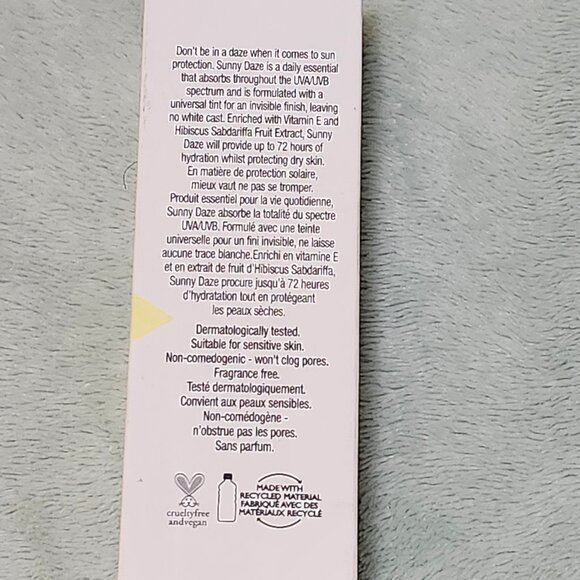 Don't be in a daze when it comes to sun
protection. Sunny Daze is a daily essential
that absorbs throughout the UVA/UVB
spectrum and is formulated with a
universal tint for an invisible finish, leaving
no white cast. Enriched with Vitamin E and
Hibiscus Sabdariffa Fruit Extract, Sunny
Daze will provide up to 72 hours of
hydration whilst protecting dry skin.
En matière de protection solaire,
mieux vaut ne pas se tromper.
Produit essentiel pour la vie quotidienne,
Sunny Daze absorbe la totalité du spectre
UVA/UVB. Formulé avec une teinte
universelle pour un fini invisible, ne laisse
aucune trace blanche.Enrichi en vitamine E
et en extrait de fruit d'Hibiscus Sabdariffa,
Sunny Daze procure jusqu'à 72 heures
d'hydratation tout en protégeant
les peaux sèches.
Dermatologically tested.
Suitable for sensitive skin.
Non-comedogenic - won't clog pores.
Fragrance free.
Testé dermatologiquement.
Convient aux peaux sensibles.
Non-comédogène -
n'obstrue pas les pores.
Sans parfum.
crueltyfree
and vegan
MADE WITH
RECYCLED MATERIAL
FABRIQUÉ AVEC DES
MATÉRIAUX RECYCLÉ